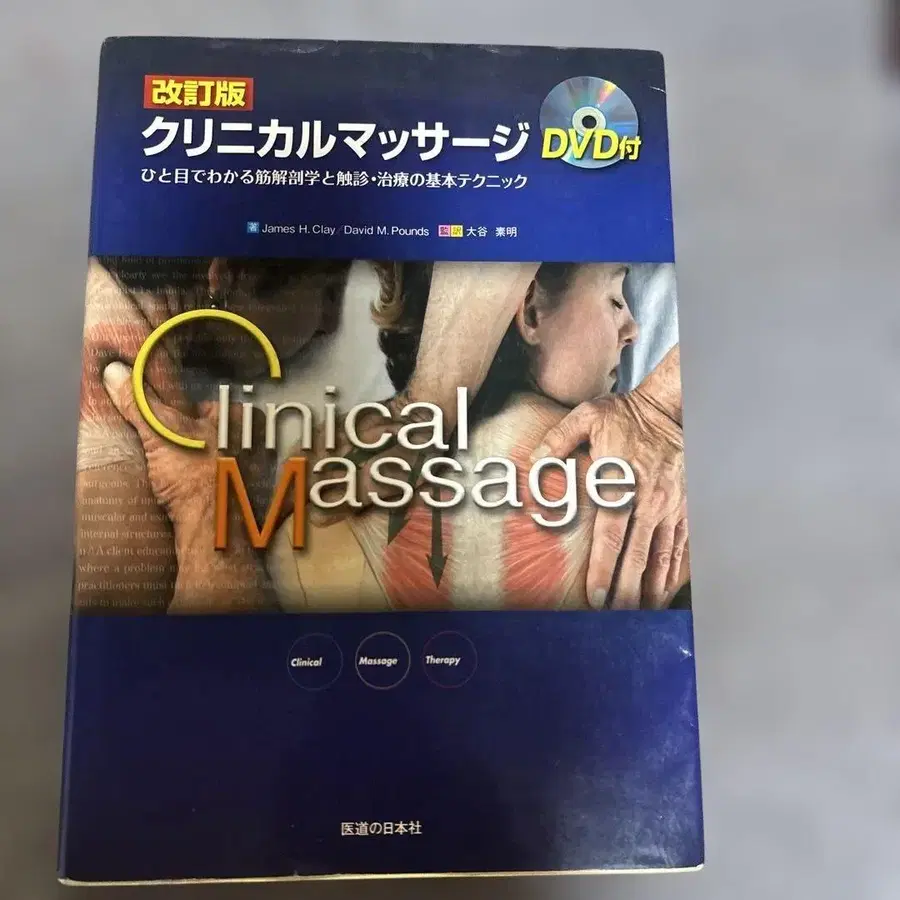 改訂版
クリニカルマッサージ DVD付
ひと目でわかる筋解剖学と触診・治療の基本テクニック
著 James H. Clay/David M. Pounds 監訳 大谷 素明
Clinical
Massage
Clinical Massage Therapy
医道の日本社